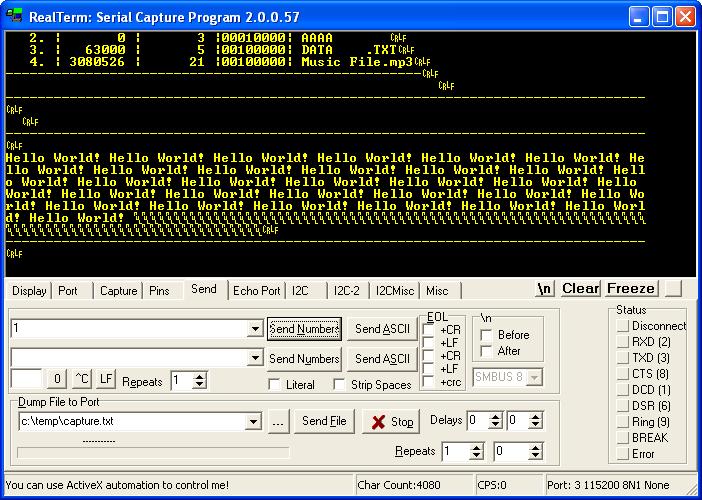 RealTerm: Serial Capture Program 2.0.0.57
2. | 0 | 3 |00010000| AAAA CRLF
3. | 63000 | 5 |00100000| DATA .TXTCRLF
4. | 3080526 | 21 |00100000| Music File.mp3CRLF
CRLF
CRLF
CRLF
CRLF
CRLF
Hello World! Hello World! Hello World! Hello World! Hello World! Hello World! He
llo World! Hello World! Hello World! Hello World! Hello World! Hello World! Hell
o World! Hello World! Hello World! Hello World! Hello World! Hello World! Hello
World! Hello World! Hello World! Hello World! Hello World! Hello World! Hello Wo
rld! Hello World! Hello World! Hello World! Hello World! Hello World! Hello Worl
d! Hello World!
CRLF
CRLF
Display Port Capture Pins Send Echo Port I2C I2C-2 I2CMisc Misc \n Clear Freeze
1 Send Numbers Send ASCII
Send Numbers Send ASCII
0 ^C LF Repeats 1 Literal Strip Spaces
EOL
+CR
+LF
+CR
+LF
+crc
\n
Before
After
SMBUS 8
Status
Disconnect
RXD (2)
TXD (3)
CTS (8)
DCD (1)
DSR (6)
Ring (9)
BREAK
Error
Dump File to Port
c:\temp\capture.txt ... Send File Stop Delays 0 0
Repeats 1 0
You can use ActiveX automation to control me! Char Count:4080 CPS:0 Port: 3 115200 8N1 None